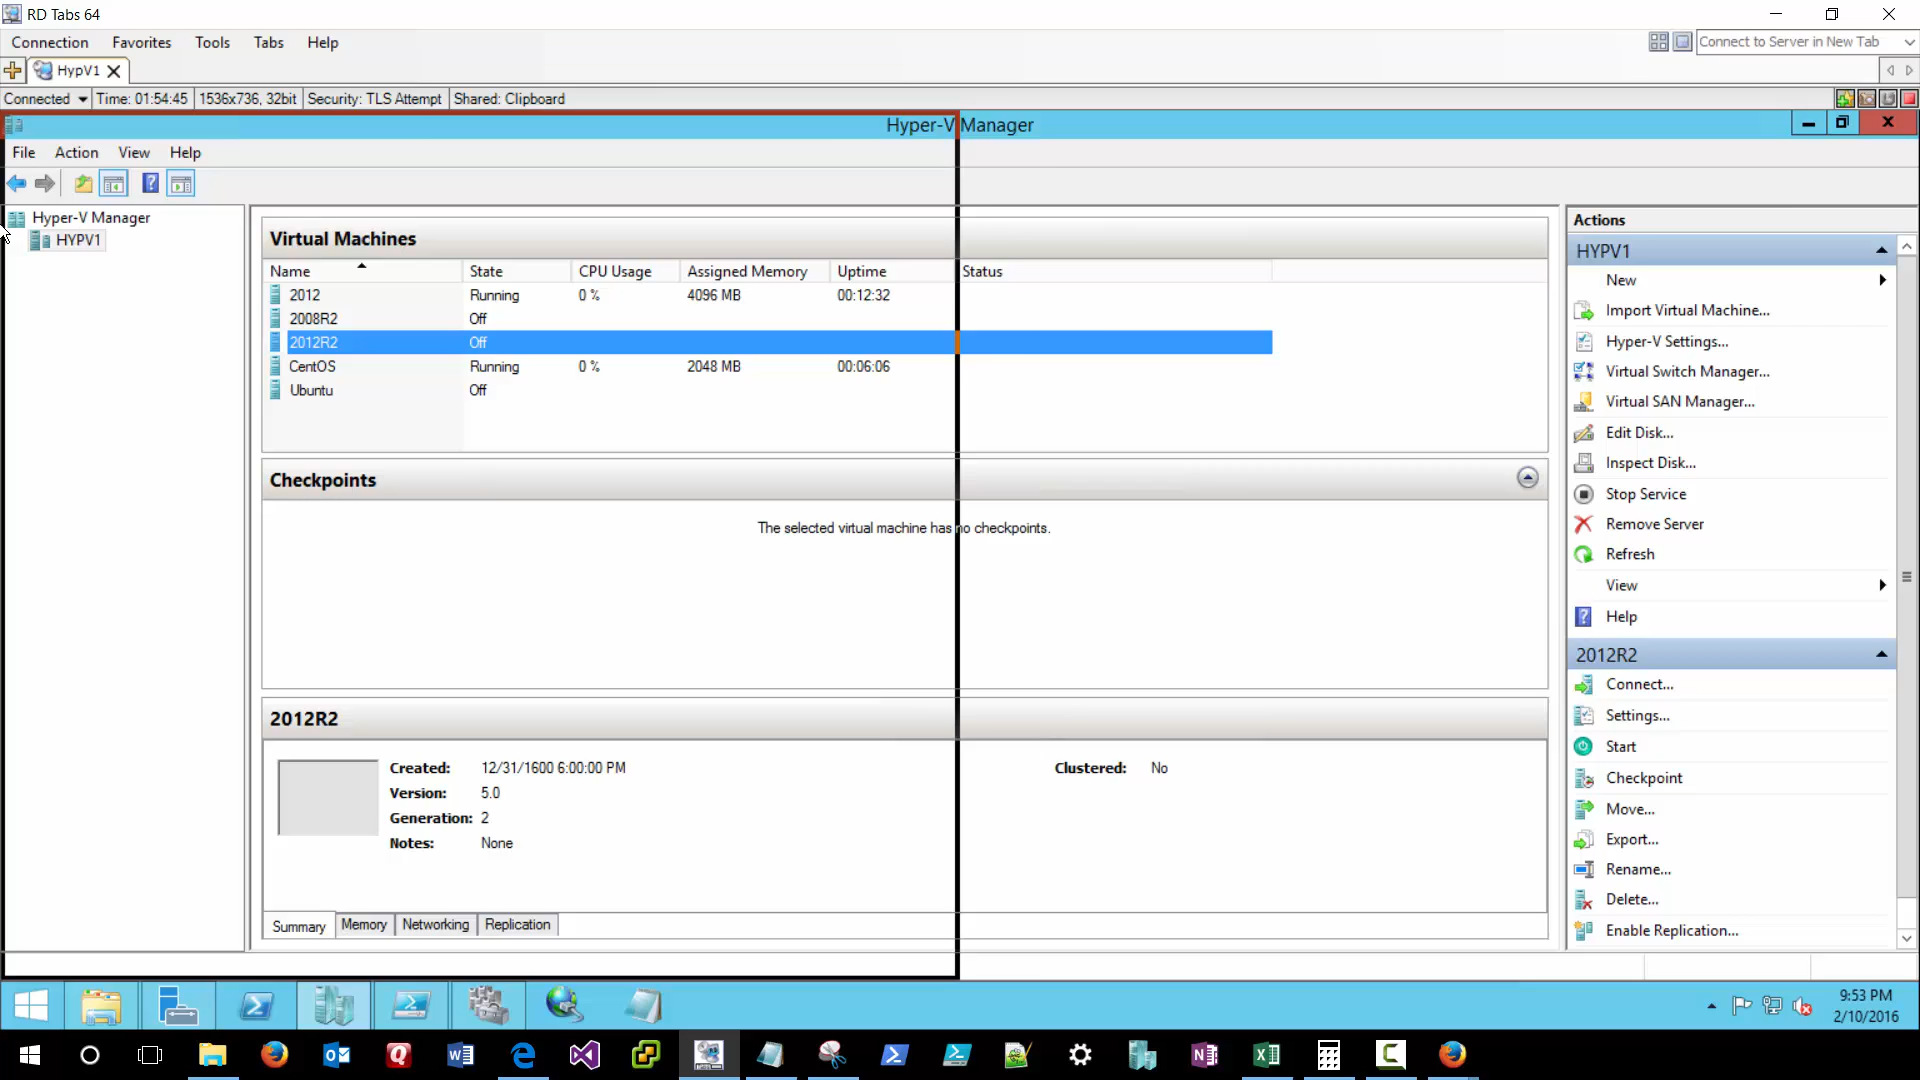 RD Tabs 64
Connection Favorites Tools Tabs Help Connect to Server in New Tab
HypV1
Connected Time: 01:54:45 1536x736, 32bit Security: TLS Attempt Shared: Clipboard
Hyper-V Manager
File Action View Help
Hyper-V Manager
HYPV1
Virtual Machines
Name State CPU Usage Assigned Memory Uptime Status
2012 Running 0 % 4096 MB 00:12:32
2008R2 Off
2012R2 Off
CentOS Running 0 % 2048 MB 00:06:06
Ubuntu Off
Checkpoints
The selected virtual machine has no checkpoints.
2012R2
Created: 12/31/1600 6:00:00 PM Clustered: No
Version: 5.0
Generation: 2
Notes: None
Summary Memory Networking Replication
Actions
HYPV1
New
Import Virtual Machine...
Hyper-V Settings...
Virtual Switch Manager...
Virtual SAN Manager...
Edit Disk...
Inspect Disk...
Stop Service
Remove Server
Refresh
View
Help
2012R2
Connect...
Settings...
Start
Checkpoint
Move...
Export...
Rename...
Delete...
Enable Replication...
9:53 PM
2/10/2016